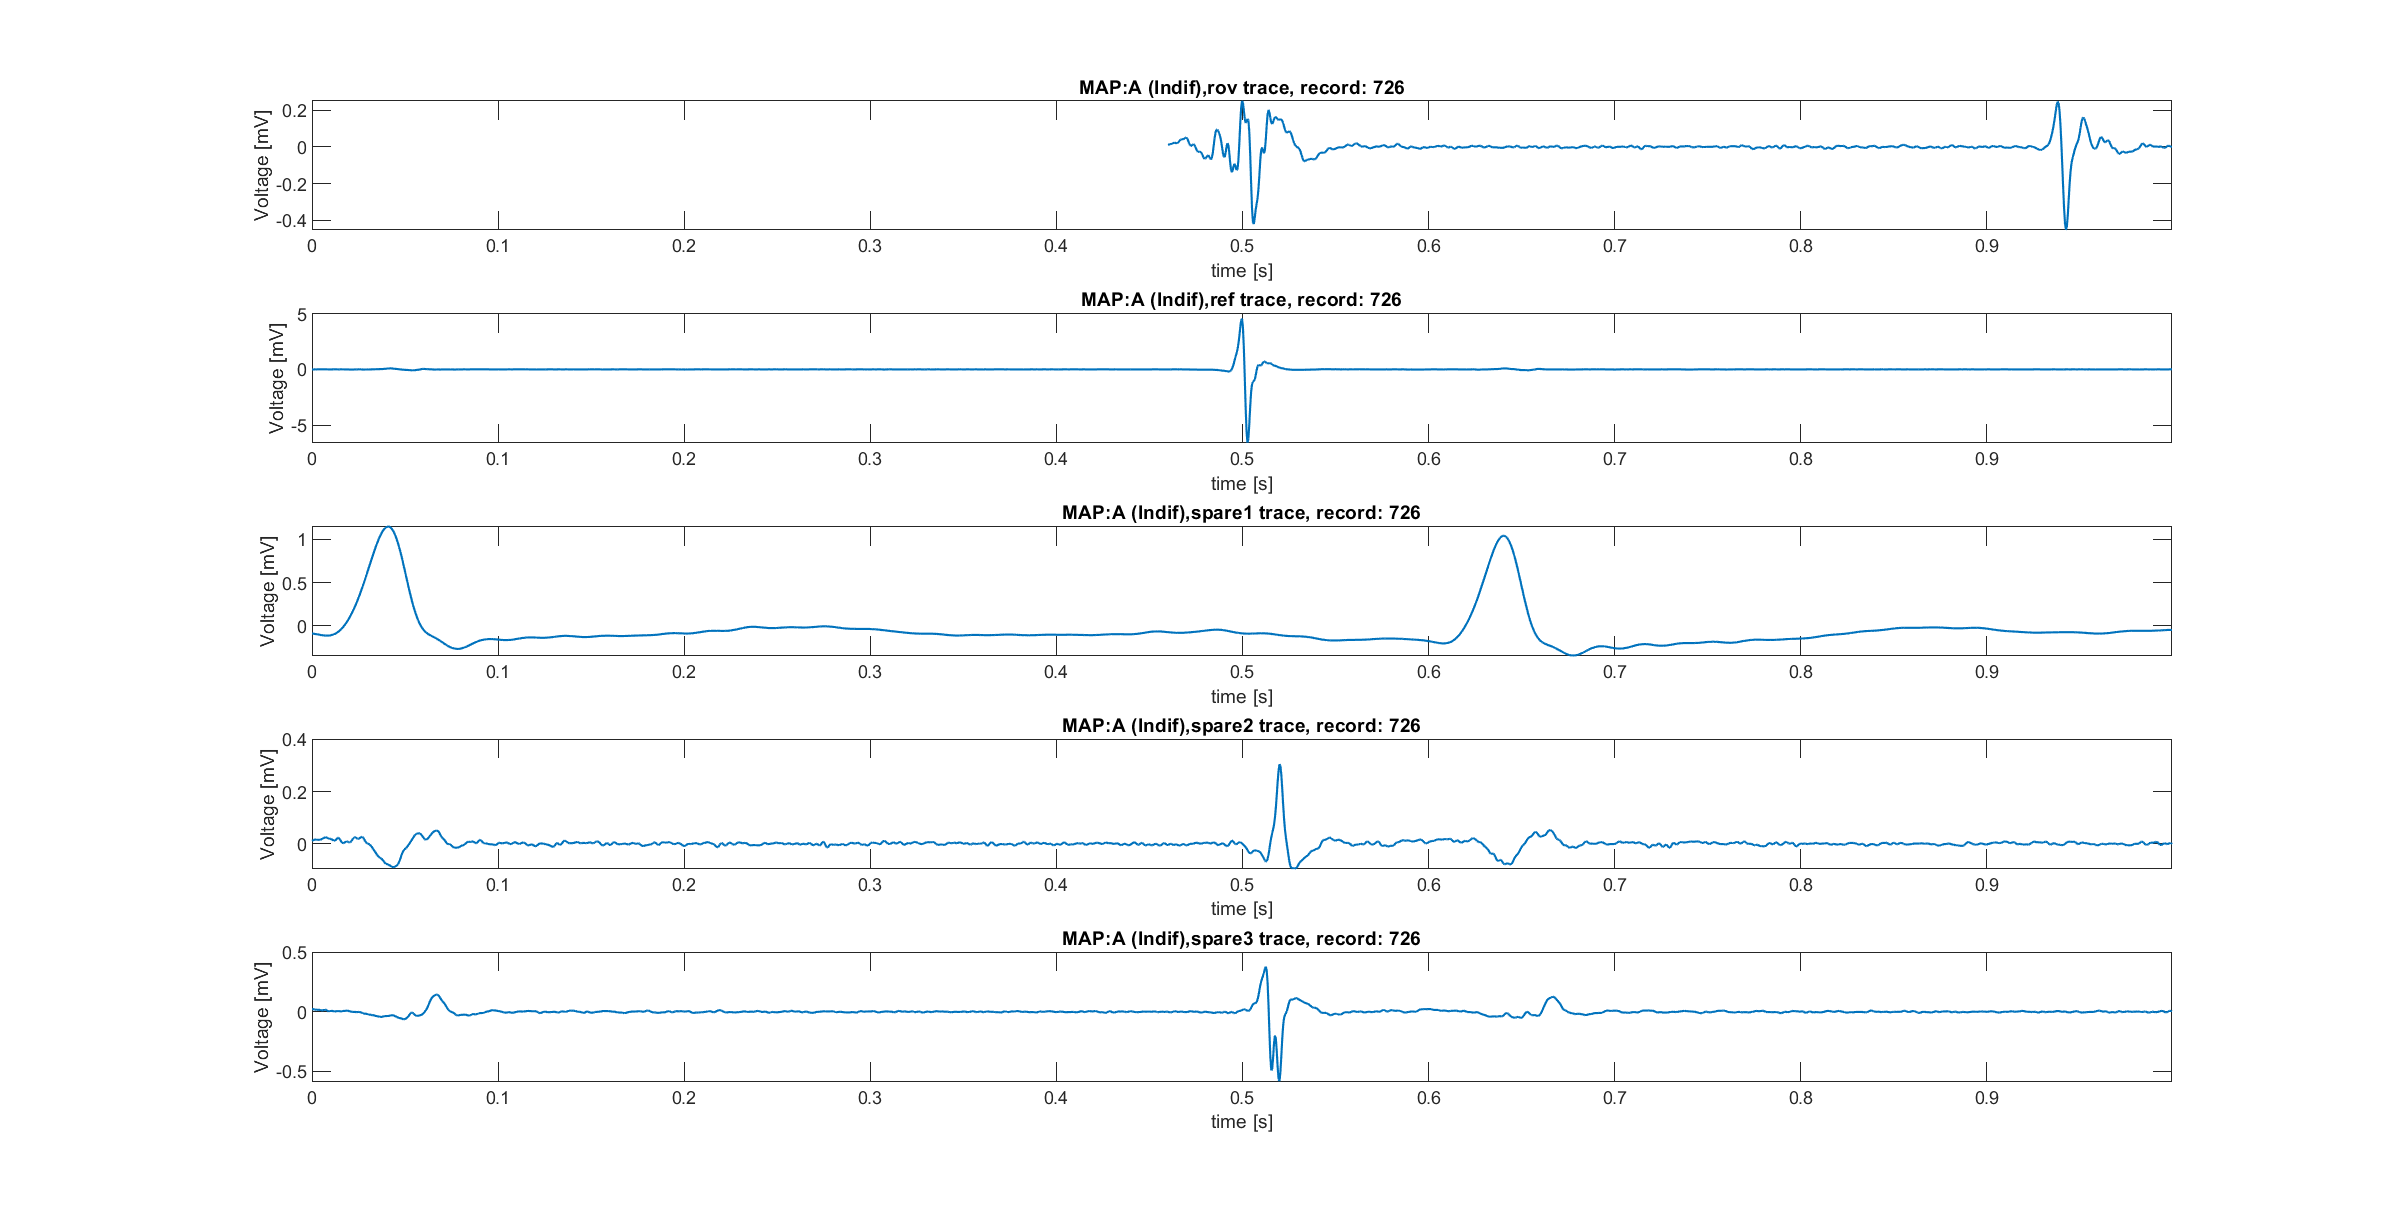 MAP:A (Indif),rov trace, record: 726
Voltage [mV]
0.2
0
-0.2
-0.4
0 0.1 0.2 0.3 0.4 0.5 0.6 0.7 0.8 0.9
time [s]
MAP:A (Indif),ref trace, record: 726
Voltage [mV]
5
0
-5
0 0.1 0.2 0.3 0.4 0.5 0.6 0.7 0.8 0.9
time [s]
MAP:A (Indif),spare1 trace, record: 726
Voltage [mV]
1
0.5
0
0 0.1 0.2 0.3 0.4 0.5 0.6 0.7 0.8 0.9
time [s]
MAP:A (Indif),spare2 trace, record: 726
Voltage [mV]
0.4
0.2
0
0 0.1 0.2 0.3 0.4 0.5 0.6 0.7 0.8 0.9
time [s]
MAP:A (Indif),spare3 trace, record: 726
Voltage [mV]
0.5
0
-0.5
0 0.1 0.2 0.3 0.4 0.5 0.6 0.7 0.8 0.9
time [s]